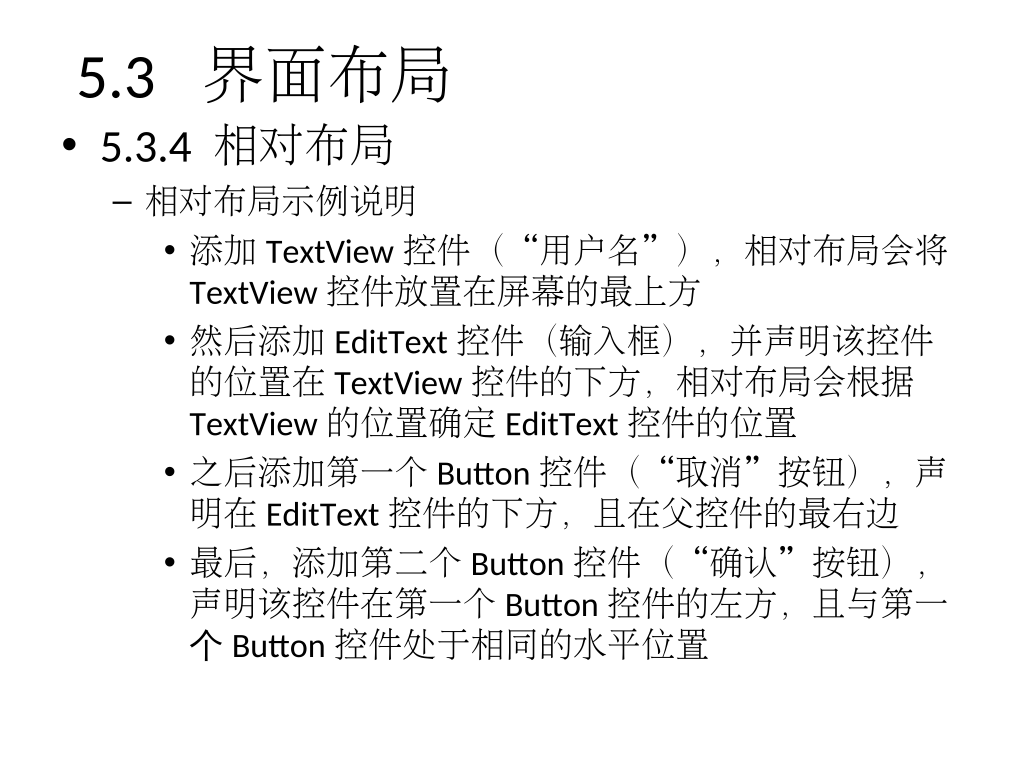 5.3 界面布局
• 5.3.4 相对布局
– 相对布局示例说明
• 添加 TextView 控件（“用户名”），相对布局会将
TextView 控件放置在屏幕的最上方
• 然后添加 EditText 控件（输入框），并声明该控件
的位置在 TextView 控件的下方，相对布局会根据
TextView 的位置确定 EditText 控件的位置
• 之后添加第一个 Button 控件（“取消”按钮），声
明在 EditText 控件的下方，且在父控件的最右边
• 最后，添加第二个 Button 控件（“确认”按钮），
声明该控件在第一个 Button 控件的左方，且与第一
个 Button 控件处于相同的水平位置